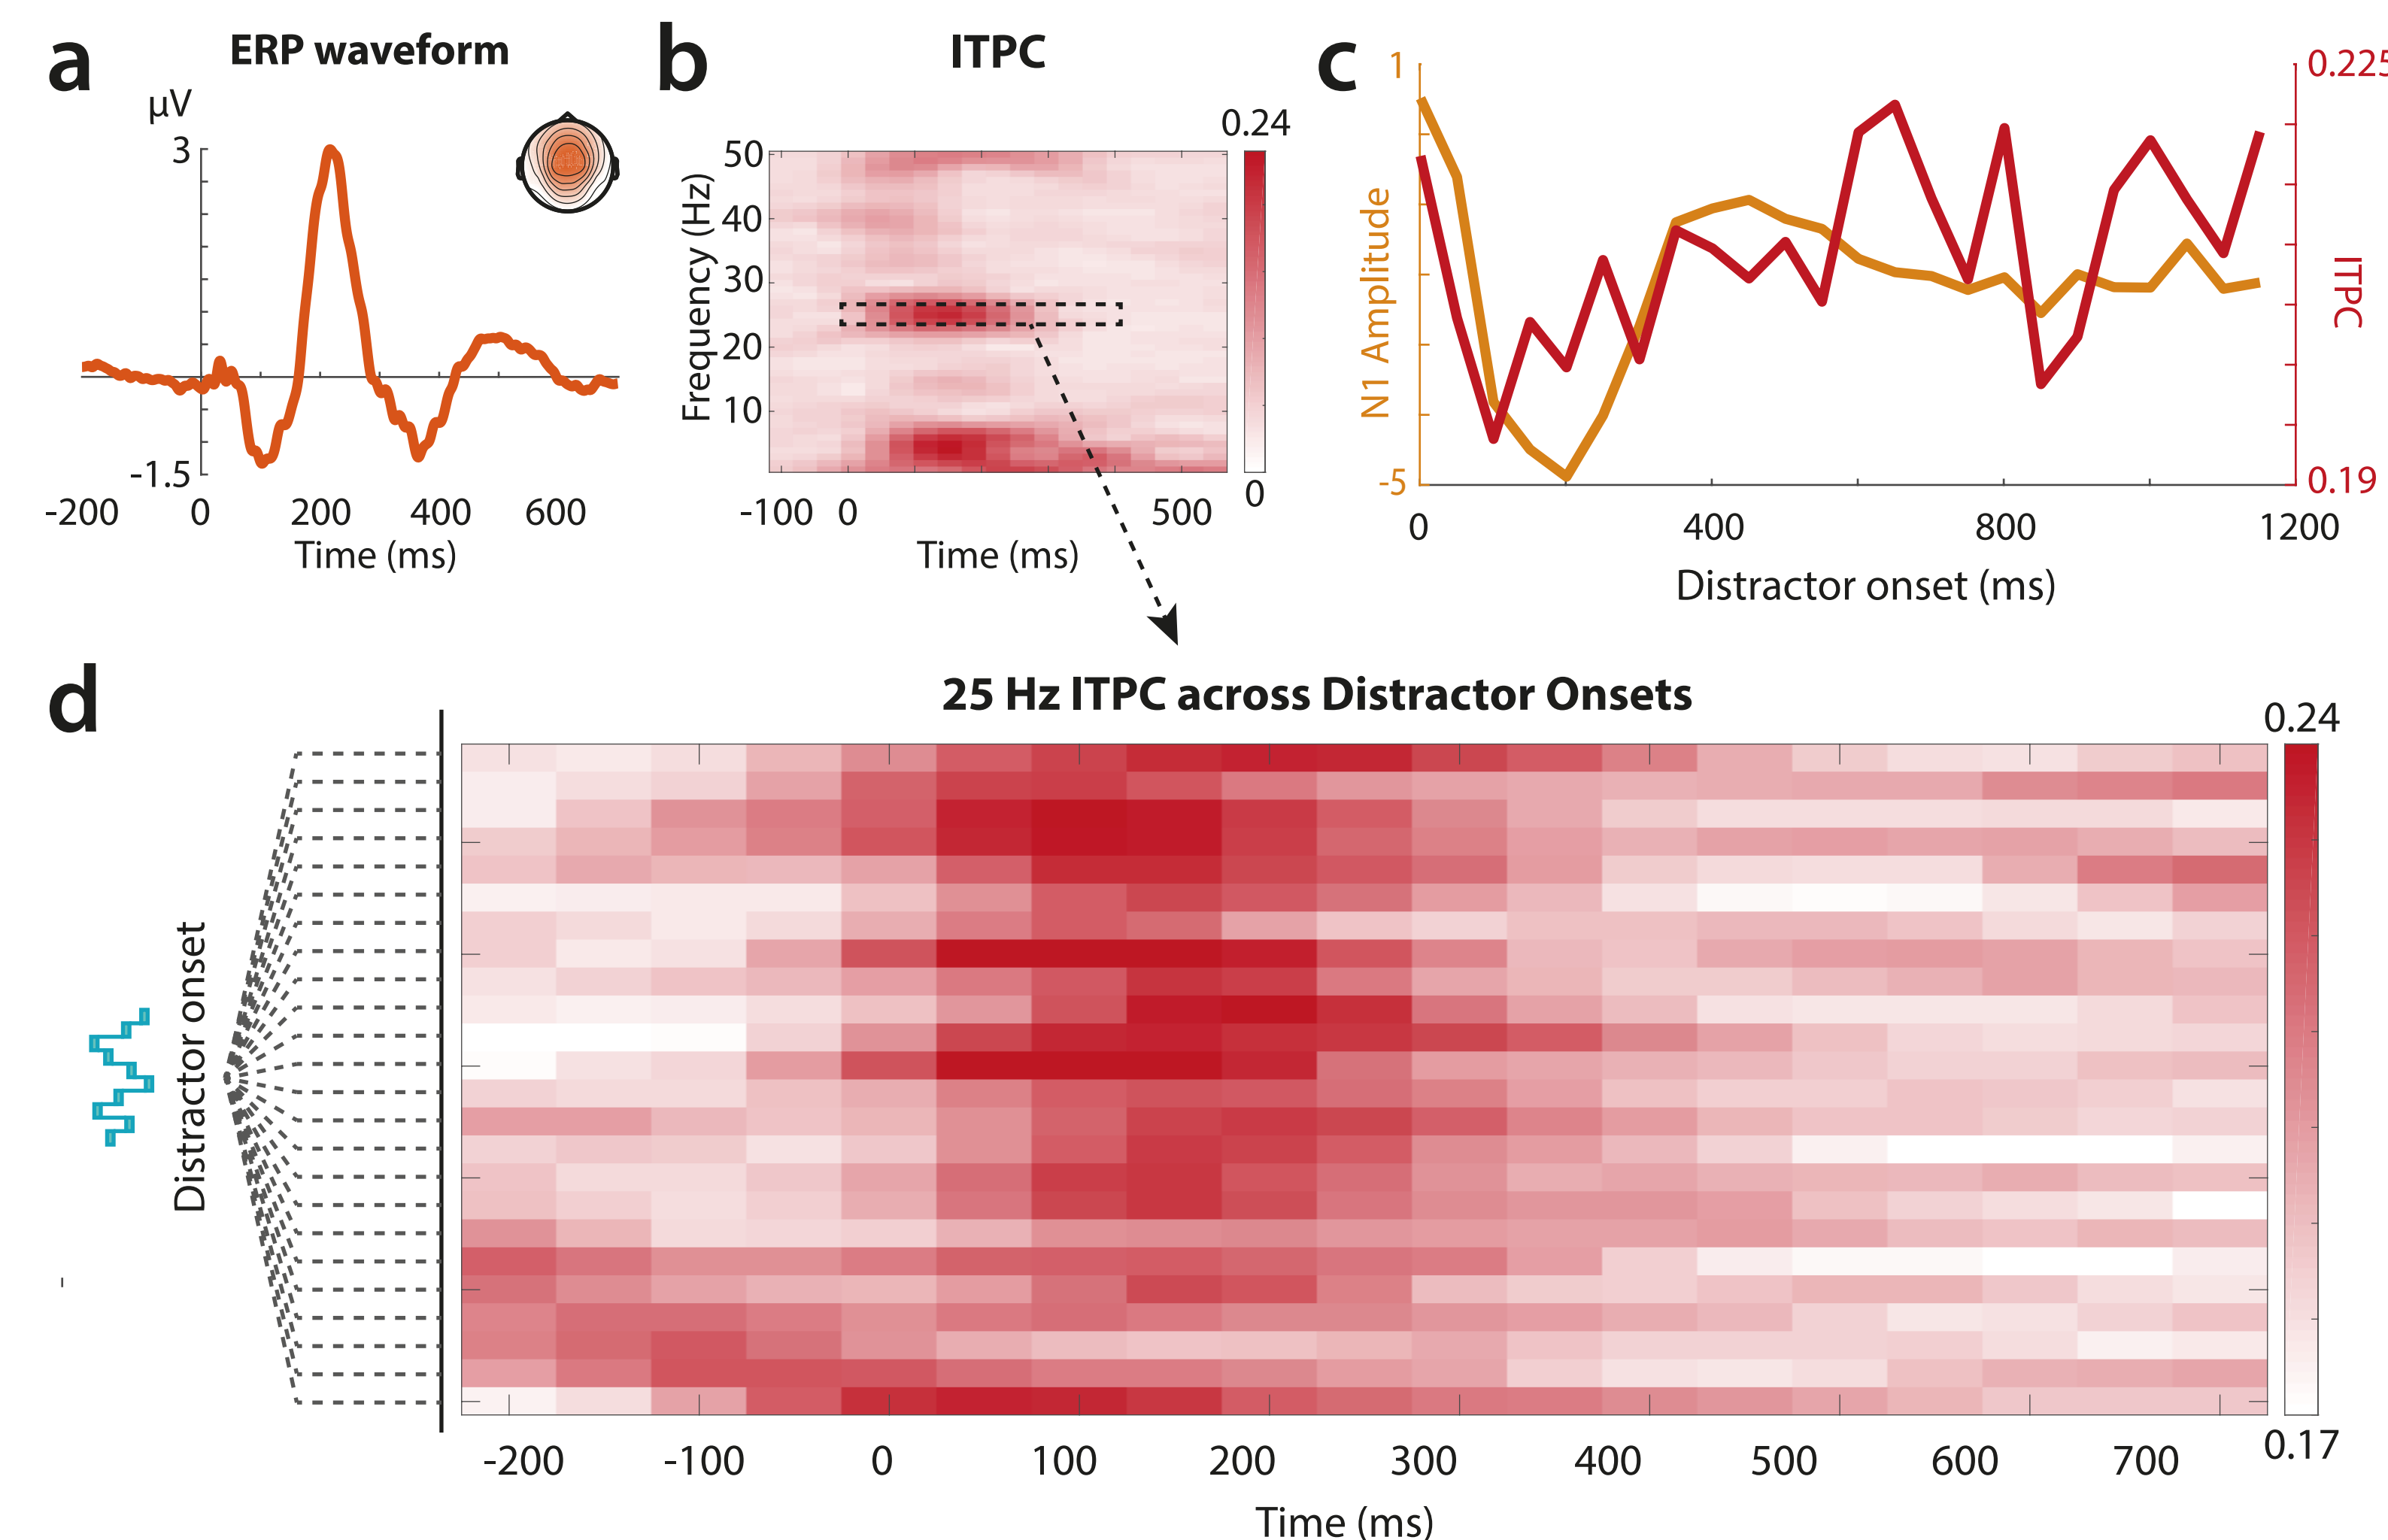 a
ERP waveform
µV
3
-1.5
-200 0 200 400 600
Time (ms)
b
ITPC
0.24
0
Frequency (Hz)
50
40
30
20
10
-100 0 500
Time (ms)
c
1
-5
N1 Amplitude
0.225
0.19
ITPC
0 400 800 1200
Distractor onset (ms)
d
25 Hz ITPC across Distractor Onsets
0.24
0.17
Distractor onset
-200 -100 0 100 200 300 400 500 600 700
Time (ms)